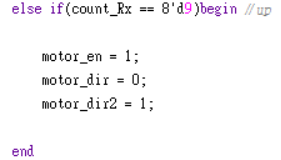 else if(count_Rx == 8'd9)begin //up
motor_en = 1;
motor_dir = 0;
motor_dir2 = 1;
end